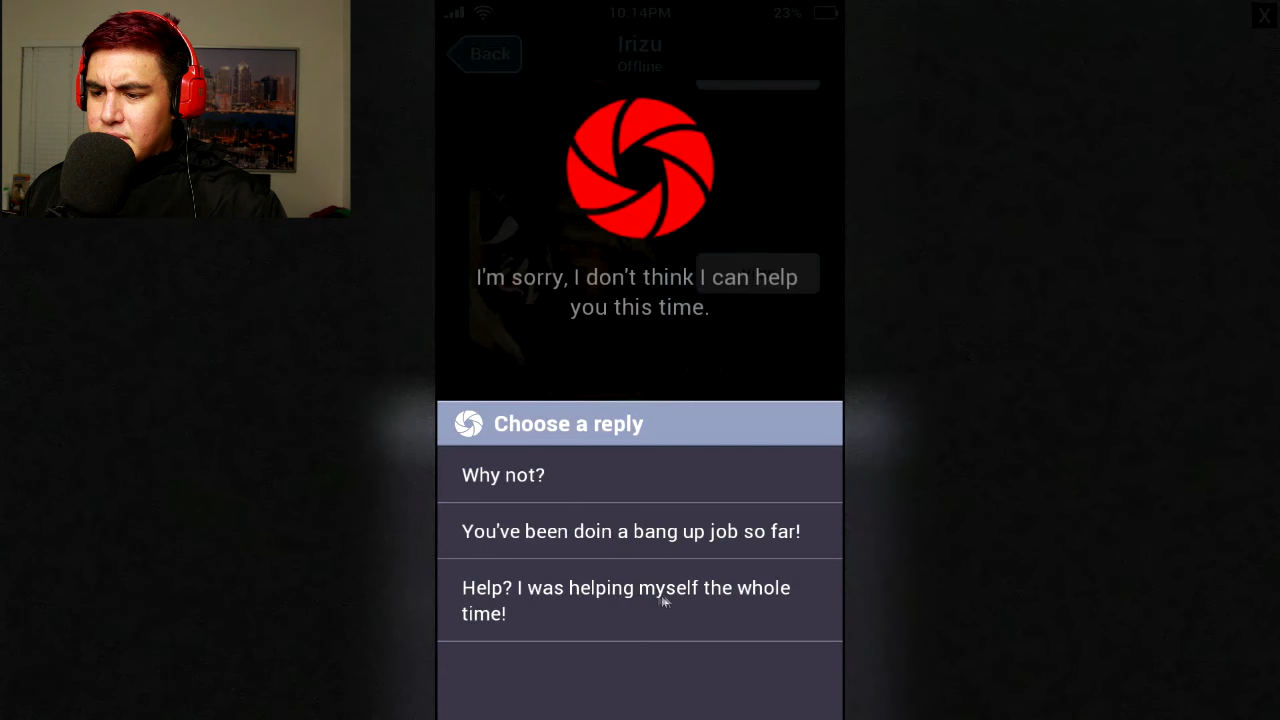 10:14PM
23%
X
Back
Irizu
Offline
I'm sorry, I don't think I can help
you this time.
Choose a reply
Why not?
You've been doin a bang up job so far!
Help? I was helping myself the whole
time!